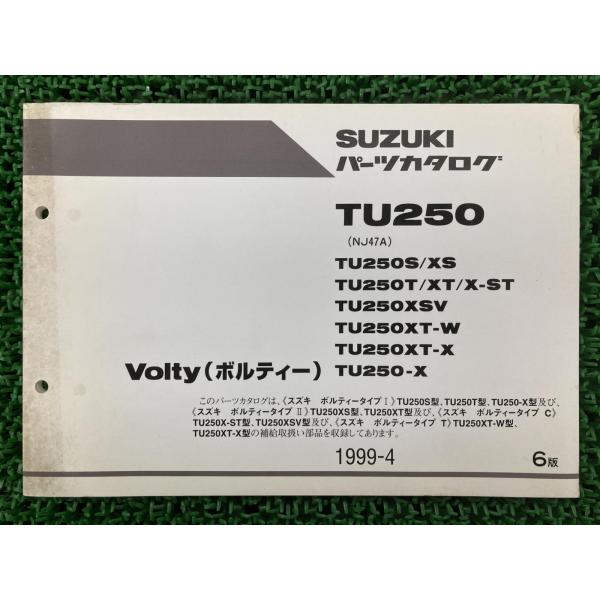 SUZUKI
パーツカタログ
TU250
(NJ47A)
TU250S/XS
TU250T/XT/X-ST
TU250XSV
TU250XT-W
TU250XT-X
Volty(ボルティー) TU250-X
このパーツカタログは、《スズキ ボルティータイプⅠ》TU250S型、TU250T型、TU250-X型及び、
《スズキ ボルティータイプⅡ》TU250XS型、TU250XT型及び、《スズキ ボルティータイプ C》
TU250X-ST型、TU250XSV型及び、《スズキ ボルティータイプ T》TU250XT-W型、
TU250XT-X型の補給取扱い部品を収録してあります。
1999-4
6版